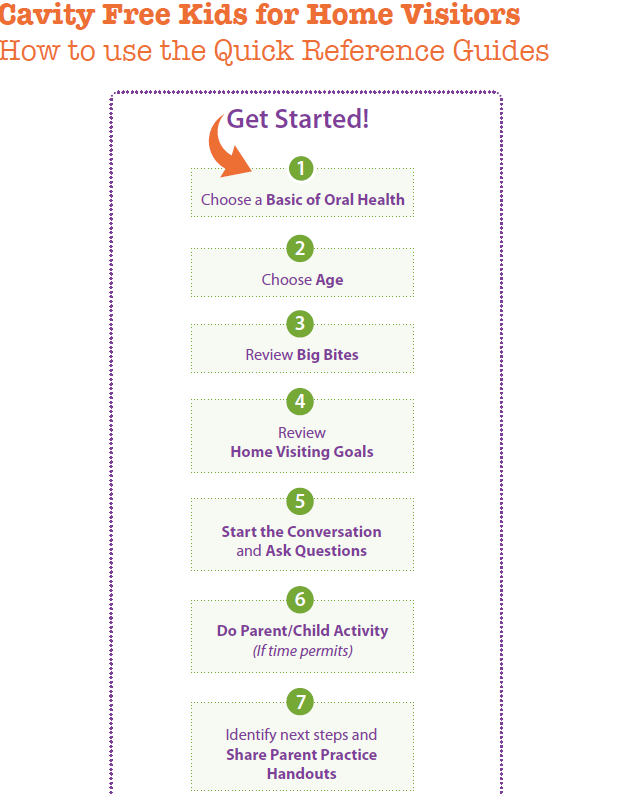 Cavity Free Kids for Home Visitors
How to use the Quick Reference Guides
Get Started!
1
Choose a Basic of Oral Health
2
Choose Age
3
Review Big Bites
4
Review
Home Visiting Goals
5
Start the Conversation
and Ask Questions
6
Do Parent/Child Activity
(If time permits)
7
Identify next steps and
Share Parent Practice
Handouts